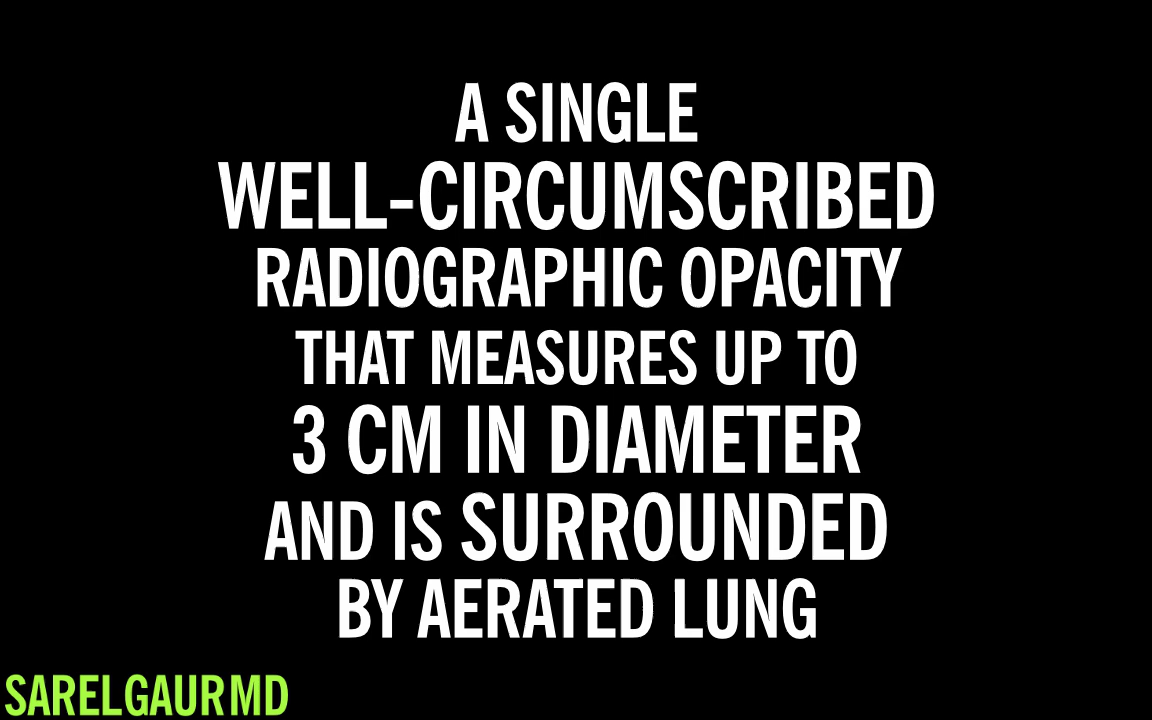 A SINGLE
WELL-CIRCUMSCRIBED
RADIOGRAPHIC OPACITY
THAT MEASURES UP TO
3 CM IN DIAMETER
AND IS SURROUNDED
BY AERATED LUNG
SAREL GAUR MD